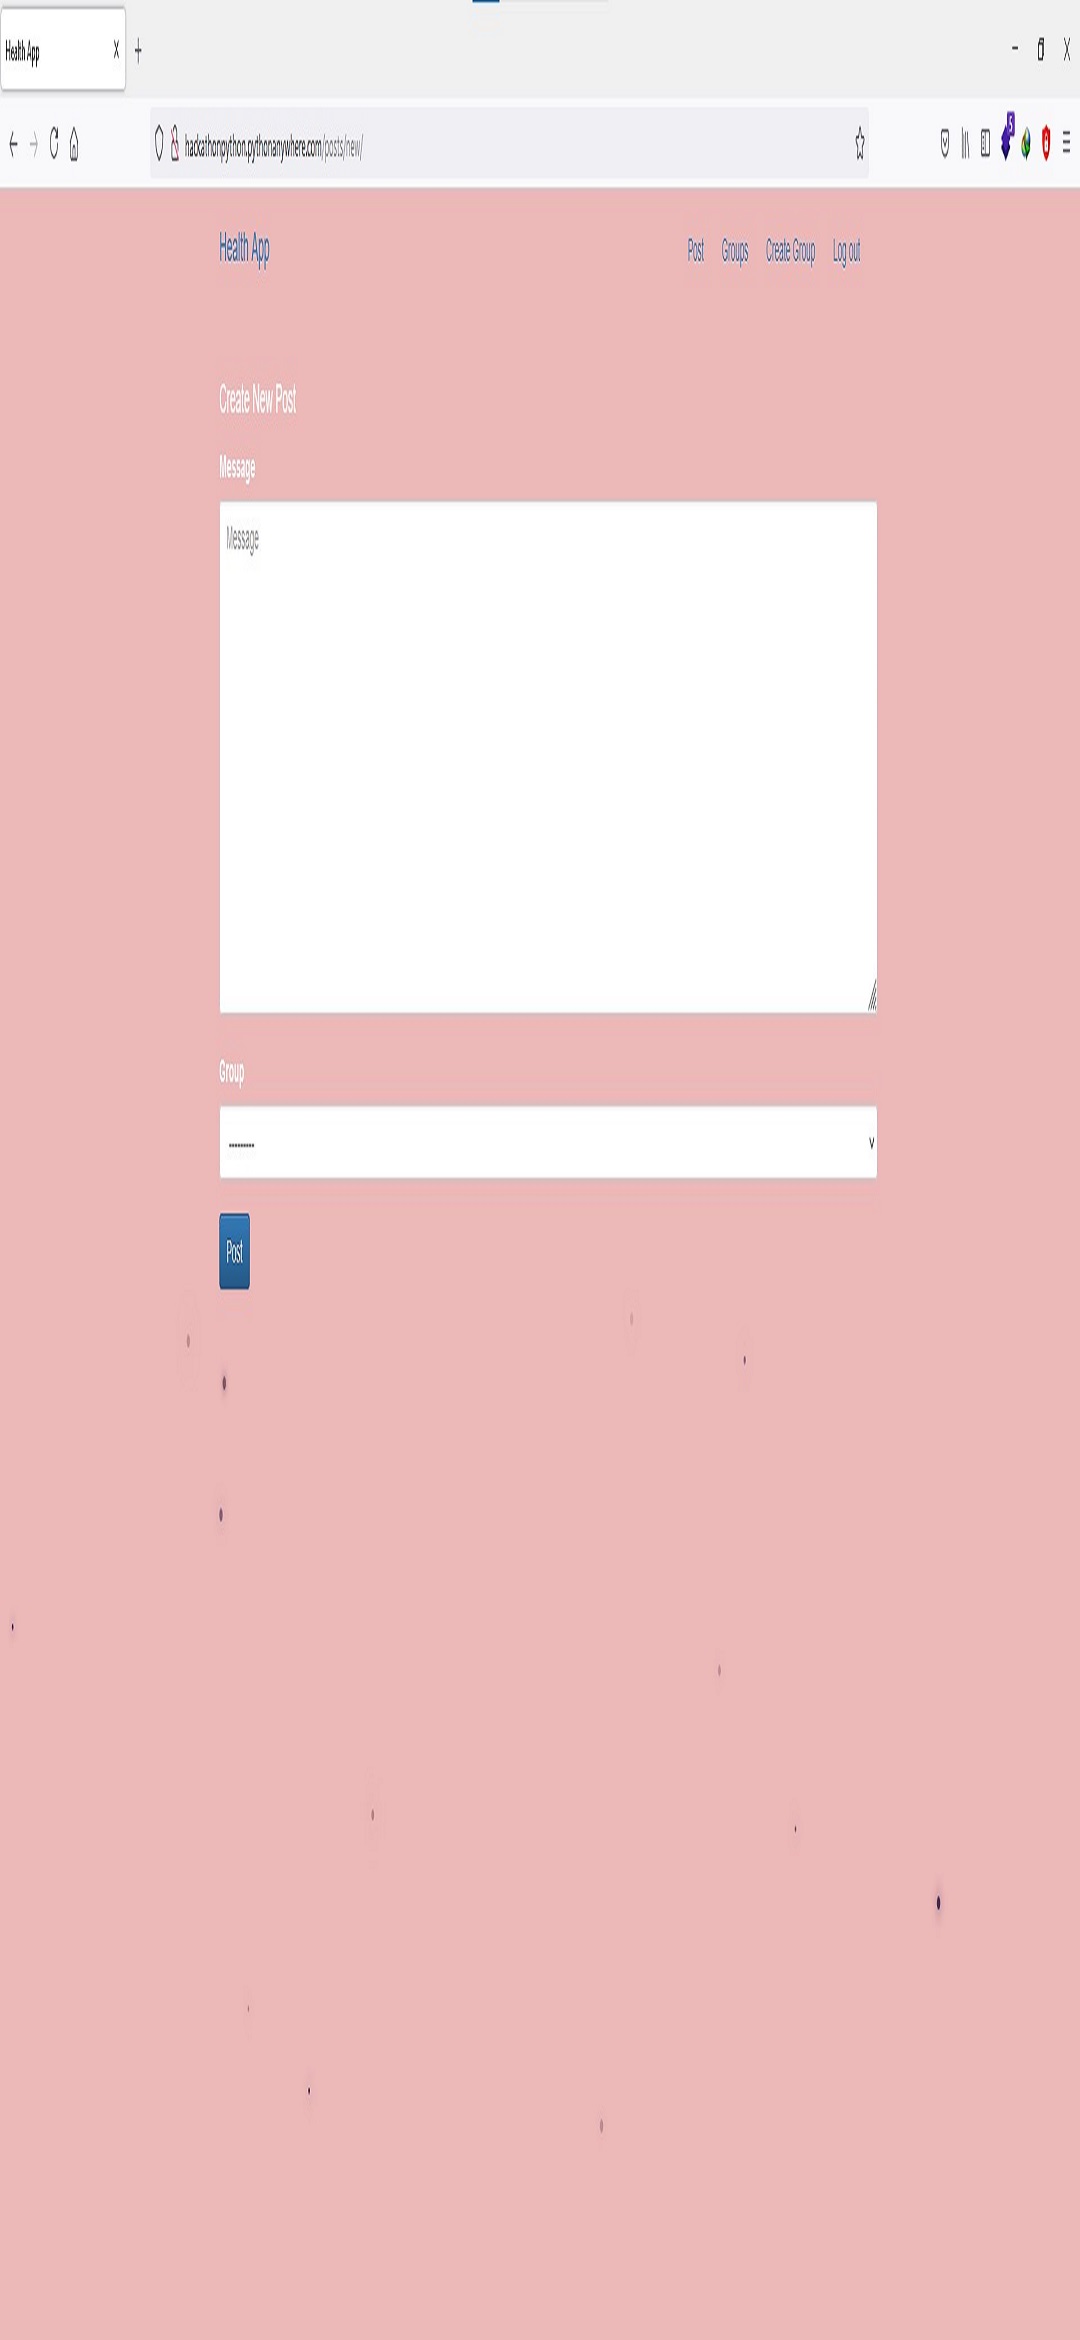 Health App
hackathonpython.pythonanywhere.com/posts/new/
5
Health App
Post Groups Create Group Log out
Create New Post
Message
Message
Group
---------
Post